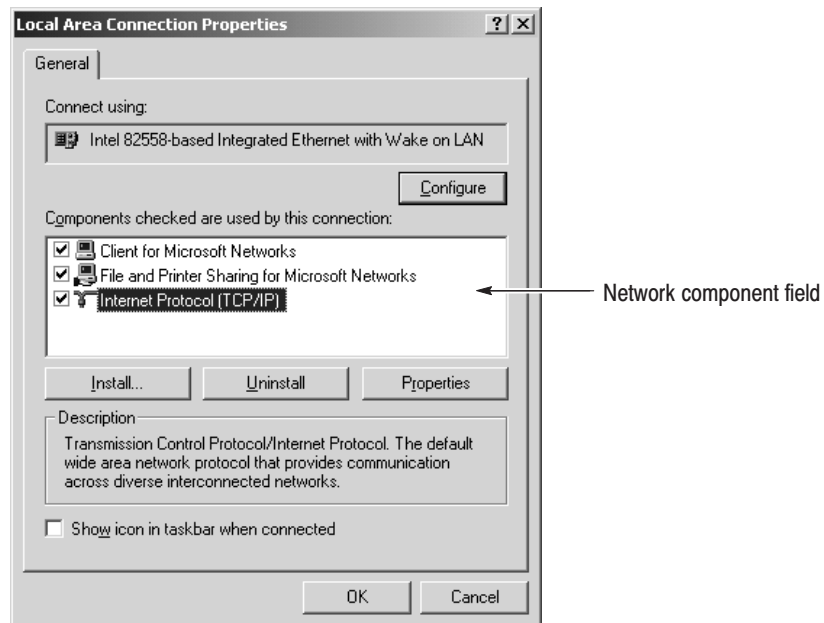 Local Area Connection Properties
General
Connect using:
Intel 82558-based Integrated Ethernet with Wake on LAN
Configure
Components checked are used by this connection:
Client for Microsoft Networks
File and Printer Sharing for Microsoft Networks
Internet Protocol (TCP/IP)
Network component field
Install... Uninstall Properties
Description
Transmission Control Protocol/Internet Protocol. The default
wide area network protocol that provides communication
across diverse interconnected networks.
Show icon in taskbar when connected
OK Cancel